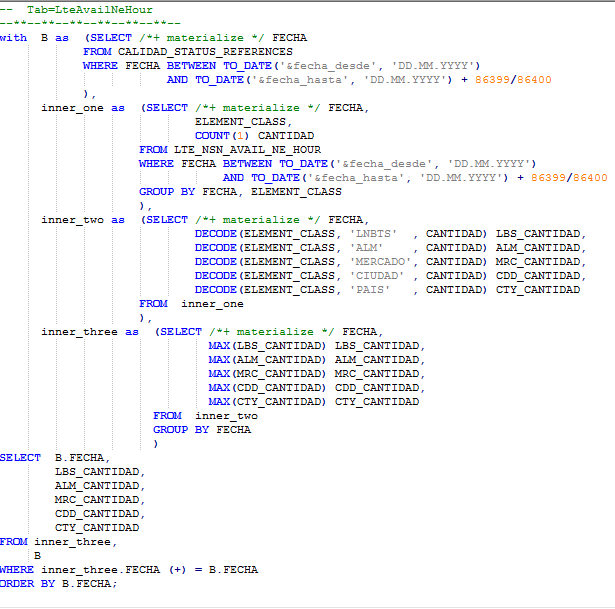 -- Tab=LteAvailNeHour
--**--**--**--**--**--**--
with  B as  (SELECT /*+ materialize */ FECHA
            FROM CALIDAD_STATUS_REFERENCES
            WHERE FECHA BETWEEN TO_DATE('&fecha_desde', 'DD.MM.YYYY')
                        AND TO_DATE('&fecha_hasta', 'DD.MM.YYYY') + 86399/86400
            ),
      inner_one as  (SELECT /*+ materialize */ FECHA,
                            ELEMENT_CLASS,
                            COUNT(1) CANTIDAD
                    FROM LTE_NSN_AVAIL_NE_HOUR
                    WHERE FECHA BETWEEN TO_DATE('&fecha_desde', 'DD.MM.YYYY')
                                AND TO_DATE('&fecha_hasta', 'DD.MM.YYYY') + 86399/86400
                    GROUP BY FECHA, ELEMENT_CLASS
                    ),
      inner_two as  (SELECT /*+ materialize */ FECHA,
                            DECODE(ELEMENT_CLASS, 'LNBTS'  , CANTIDAD) LBS_CANTIDAD,
                            DECODE(ELEMENT_CLASS, 'ALM'    , CANTIDAD) ALM_CANTIDAD,
                            DECODE(ELEMENT_CLASS, 'MERCADO', CANTIDAD) MRC_CANTIDAD,
                            DECODE(ELEMENT_CLASS, 'CIUDAD' , CANTIDAD) CDD_CANTIDAD,
                            DECODE(ELEMENT_CLASS, 'PAIS'   , CANTIDAD) CTY_CANTIDAD
                    FROM  inner_one
                    ),
      inner_three as  (SELECT /*+ materialize */ FECHA,
                              MAX(LBS_CANTIDAD) LBS_CANTIDAD,
                              MAX(ALM_CANTIDAD) ALM_CANTIDAD,
                              MAX(MRC_CANTIDAD) MRC_CANTIDAD,
                              MAX(CDD_CANTIDAD) CDD_CANTIDAD,
                              MAX(CTY_CANTIDAD) CTY_CANTIDAD
                      FROM  inner_two
                      GROUP BY FECHA
                      )
SELECT  B.FECHA,
        LBS_CANTIDAD,
        ALM_CANTIDAD,
        MRC_CANTIDAD,
        CDD_CANTIDAD,
        CTY_CANTIDAD
FROM inner_three,
     B
WHERE inner_three.FECHA (+) = B.FECHA
ORDER BY B.FECHA;